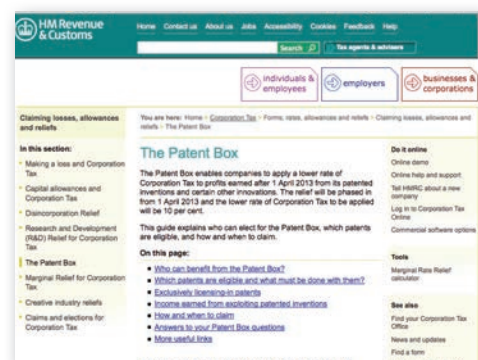 HM Revenue
& Customs
Home Contact us About us Jobs Accessibility Cookies Feedback Help
Search
Tax agents & advisers
individuals &
employees
employers
businesses &
corporations
Claiming losses, allowances
and reliefs
In this section:
Making a loss and Corporation
Tax
Capital allowances and
Corporation Tax
Disincorporation Relief
Research and Development
(R&D) Relief for Corporation
Tax
The Patent Box
Marginal Relief for Corporation
Tax
Creative industry reliefs
Claims and elections for
Corporation Tax
You are here: Home > Corporation Tax > Forms, rates, allowances and reliefs > Claiming losses, allowances and
reliefs > The Patent Box
The Patent Box
The Patent Box enables companies to apply a lower rate of
Corporation Tax to profits earned after 1 April 2013 from its patented
inventions and certain other innovations. The relief will be phased in
from 1 April 2013 and the lower rate of Corporation Tax to be applied
will be 10 per cent.
This guide explains who can elect for the Patent Box, which patents
are eligible, and how and when to claim.
On this page:
Who can benefit from the Patent Box?
Which patents are eligible and what must be done with them?
Exclusively licensing-in patents
Income earned from exploiting patented inventions
How and when to claim
Answers to your Patent Box questions
More useful links
Do it online
Online demo
Online help and support
Tell HMRC about a new
company
Log in to Corporation Tax
Online
Commercial software options
Tools
Marginal Rate Relief
calculator
See also
Find your Corporation Tax
Office
News and updates
Find a form